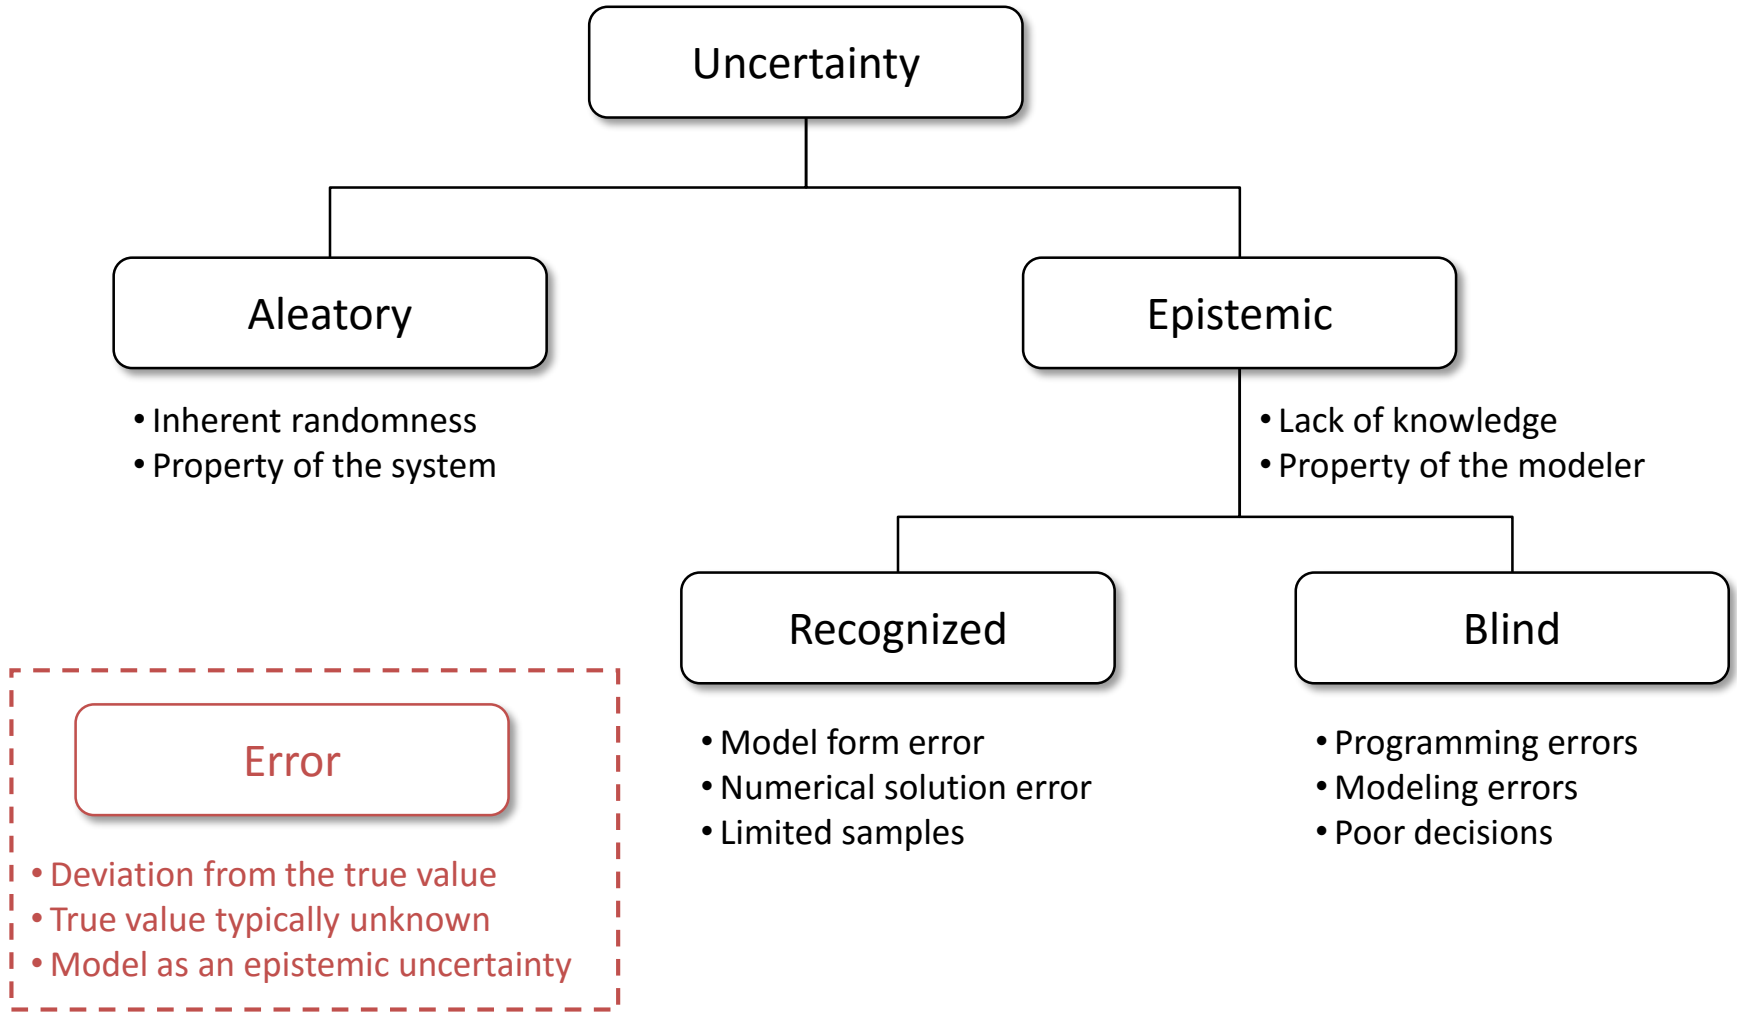 Uncertainty
Aleatory
• Inherent randomness
• Property of the system
Epistemic
• Lack of knowledge
• Property of the modeler
Recognized
• Model form error
• Numerical solution error
• Limited samples
Blind
• Programming errors
• Modeling errors
• Poor decisions
Error
• Deviation from the true value
• True value typically unknown
• Model as an epistemic uncertainty